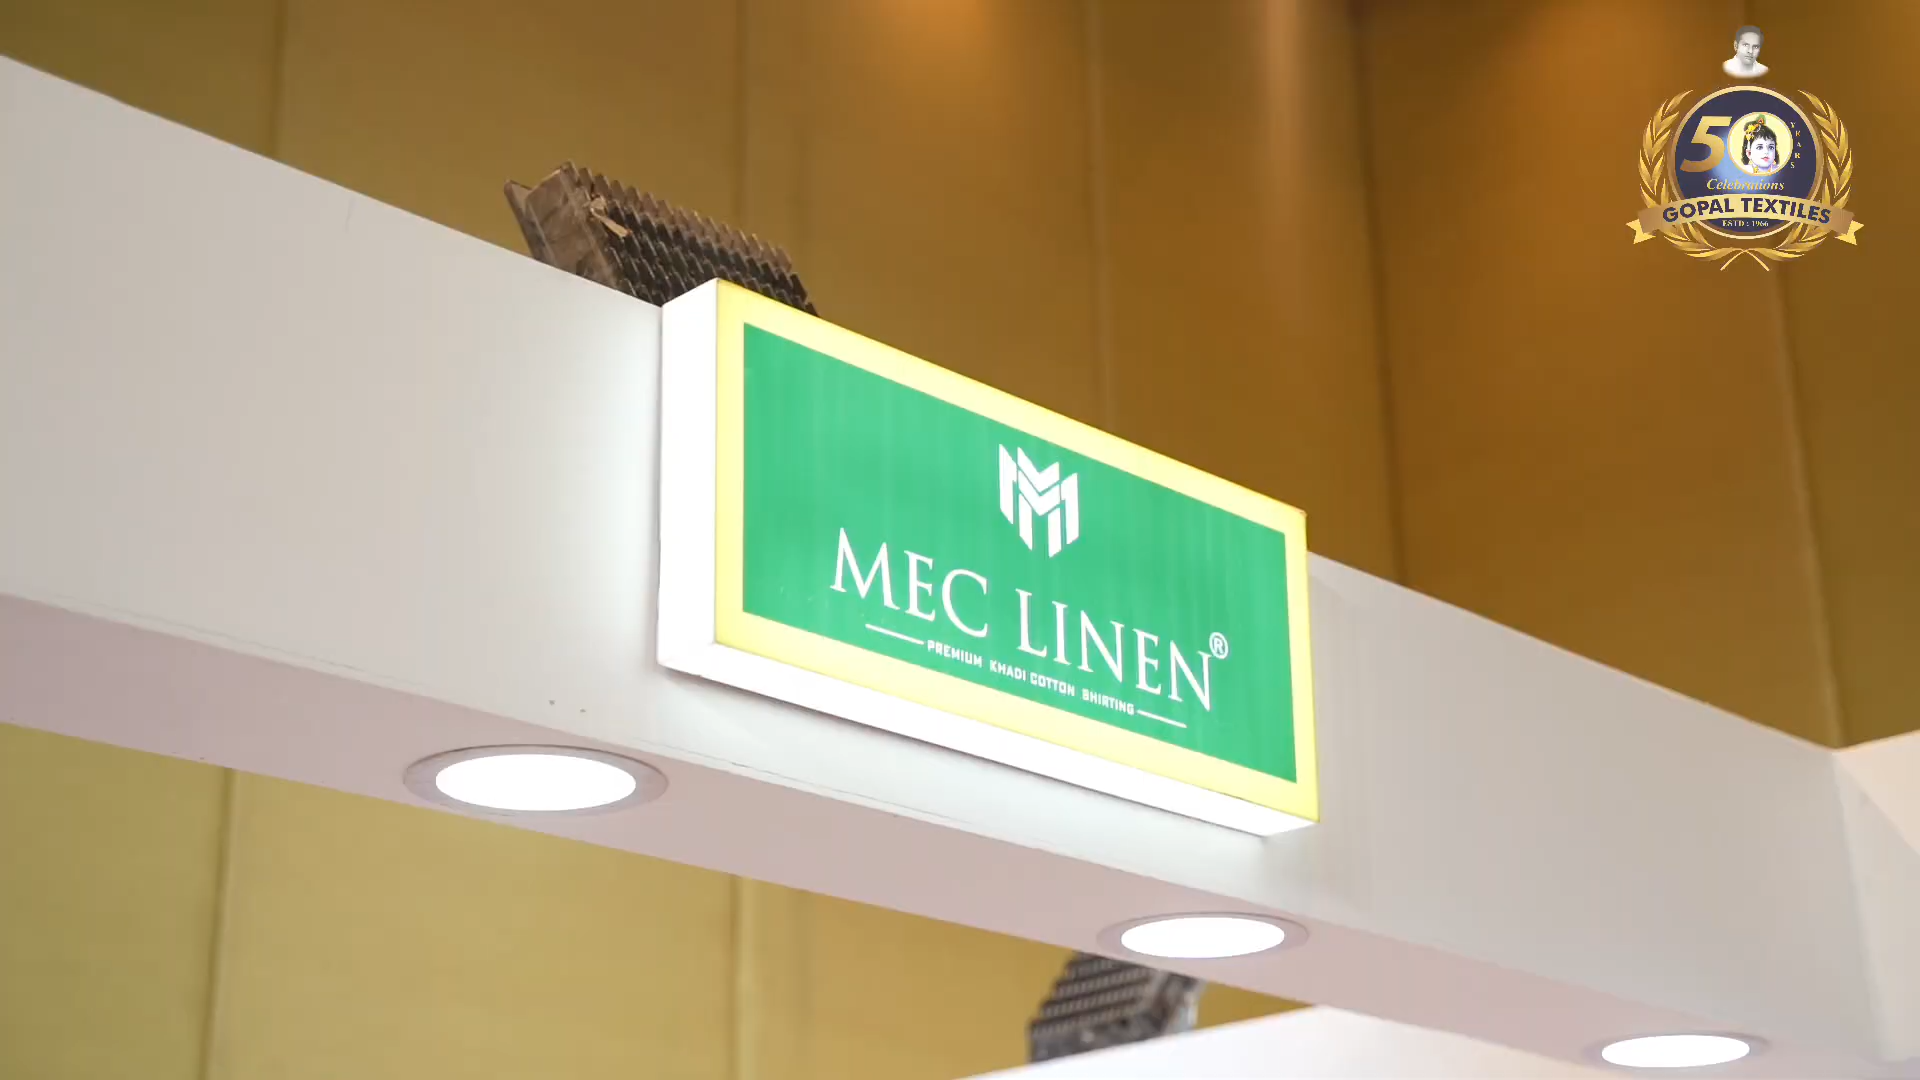 50 YEARS
Celebrations
GOPAL TEXTILES
ESTD : 1966
MEC LINEN®
PREMIUM KHADI COTTON SHIRTING